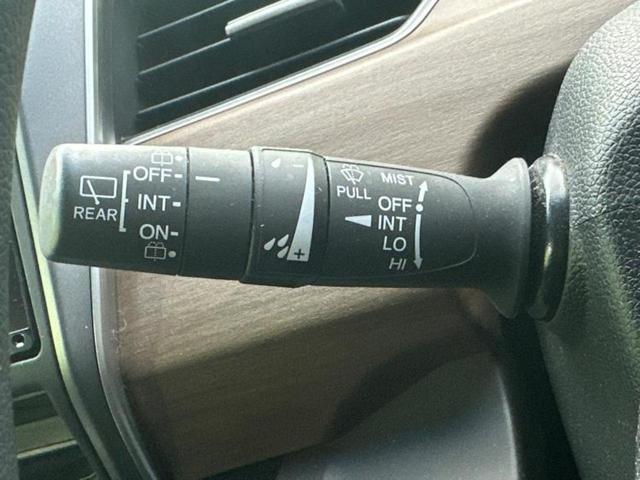 OFF
INT
ON
REAR
PULL
MIST
OFF
INT
LO
HI